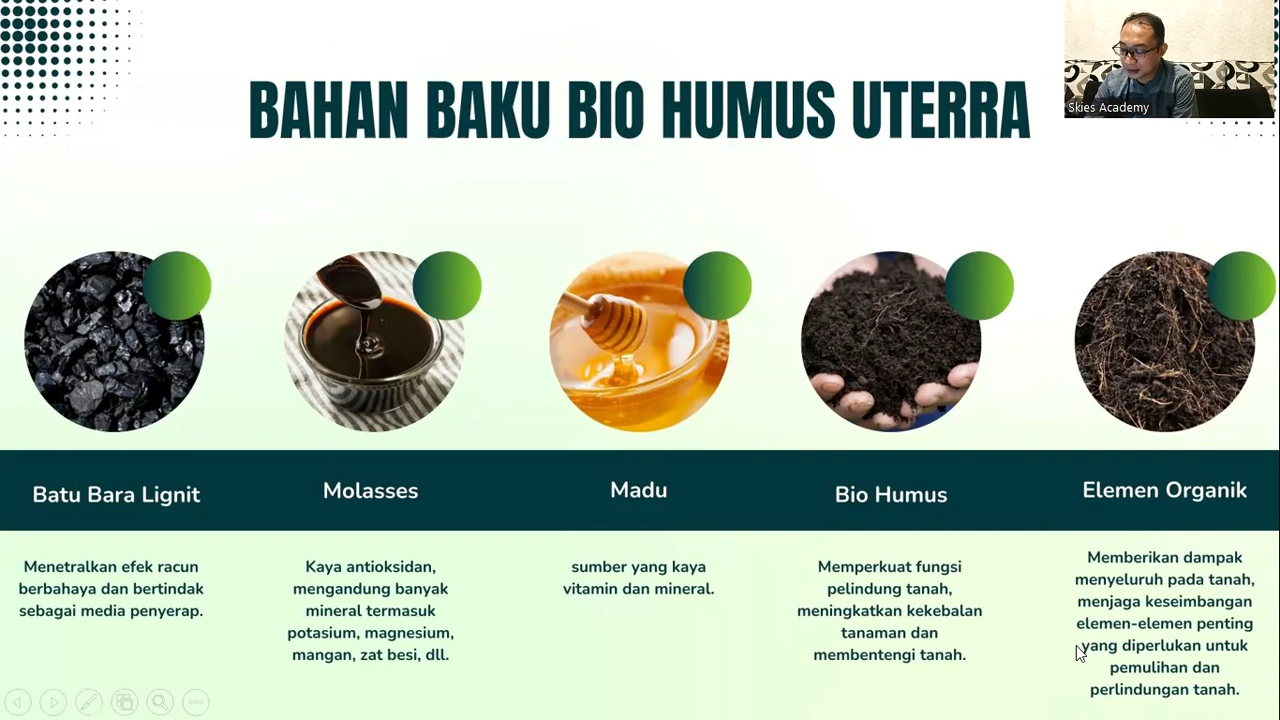 BAHAN BAKU BIO HUMUS UTERRA
Skies Academy
Batu Bara Lignit
Menetralkan efek racun
berbahaya dan bertindak
sebagai media penyerap.
Molasses
Kaya antioksidan,
mengandung banyak
mineral termasuk
potasium, magnesium,
mangan, zat besi, dll.
Madu
sumber yang kaya
vitamin dan mineral.
Bio Humus
Memperkuat fungsi
pelindung tanah,
meningkatkan kekebalan
tanaman dan
membentengi tanah.
Elemen Organik
Memberikan dampak
menyeluruh pada tanah,
menjaga keseimbangan
elemen-elemen penting
yang diperlukan untuk
pemulihan dan
perlindungan tanah.